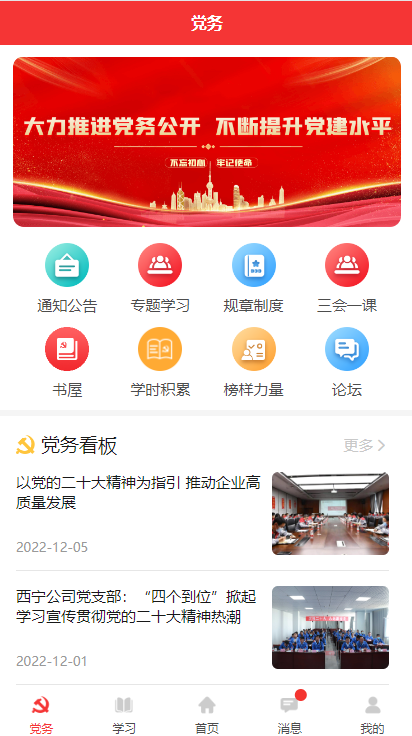 党务
大力推进党务公开 不断提升党建水平
不忘初心 牢记使命
通知公告
专题学习
规章制度
三会一课
书屋
学时积累
榜样力量
论坛
党务看板
更多
以党的二十大精神为指引 推动企业高
质量发展
2022-12-05
西宁公司党支部：“四个到位”掀起
学习宣传贯彻党的二十大精神热潮
2022-12-01
党务
学习
首页
消息
我的